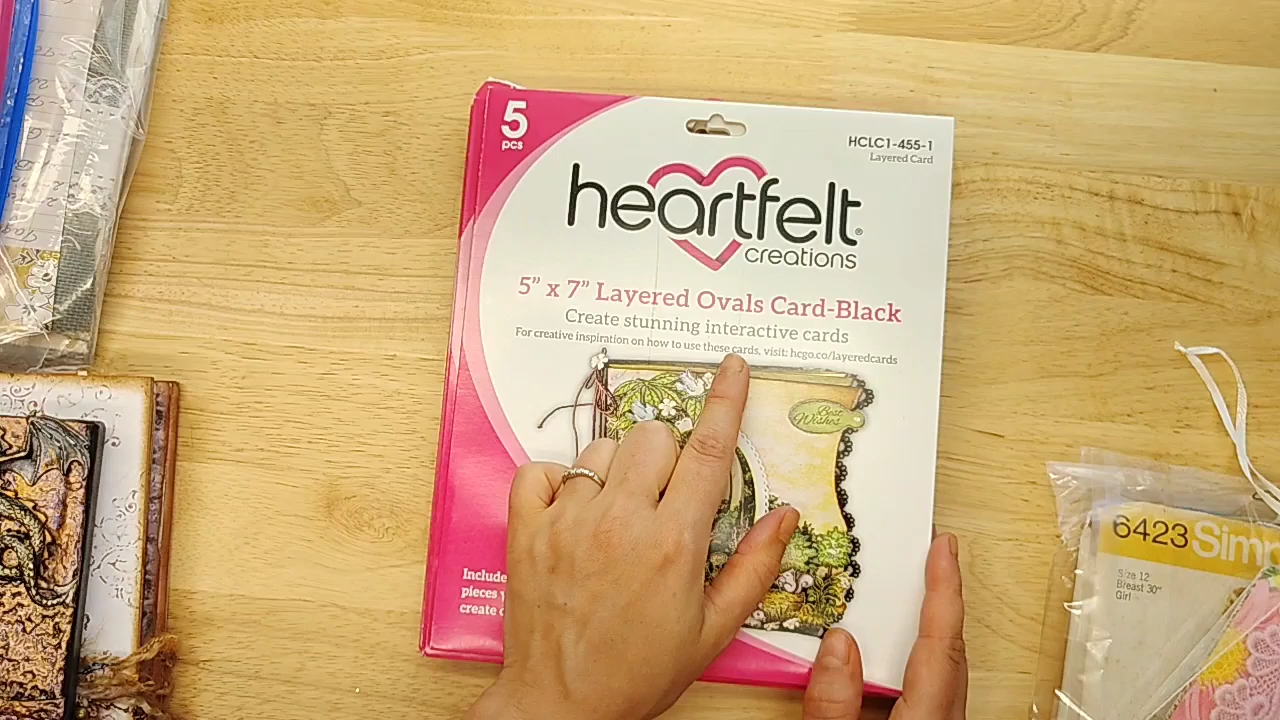 5
pcs
HCLC1-455-1
Layered Card
heartfelt
creations
5" x 7" Layered Ovals Card-Black
Create stunning interactive cards
For creative inspiration on how to use these cards, visit: hcgo.co/layeredcards
Best
Wishes
Include
pieces
create
6423
Size 12
Breast 30"
Girl